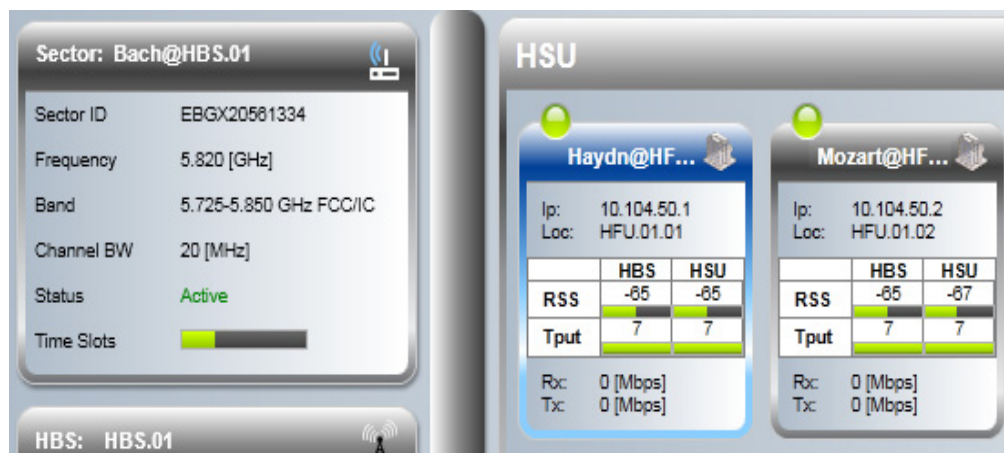 Sector: Bach@HBS.01
Sector ID EBGX20561334
Frequency 5.820 [GHz]
Band 5.725-5.850 GHz FCC/IC
Channel BW 20 [MHz]
Status Active
Time Slots
HBS: HBS.01
HSU
Haydn@HF...
Ip: 10.104.50.1
Loc: HFU.01.01
HBS HSU
RSS -65 -65
Tput 7 7
Rx: 0 [Mbps]
Tx: 0 [Mbps]
Mozart@HF...
Ip: 10.104.50.2
Loc: HFU.01.02
HBS HSU
RSS -65 -67
Tput 7 7
Rx: 0 [Mbps]
Tx: 0 [Mbps]